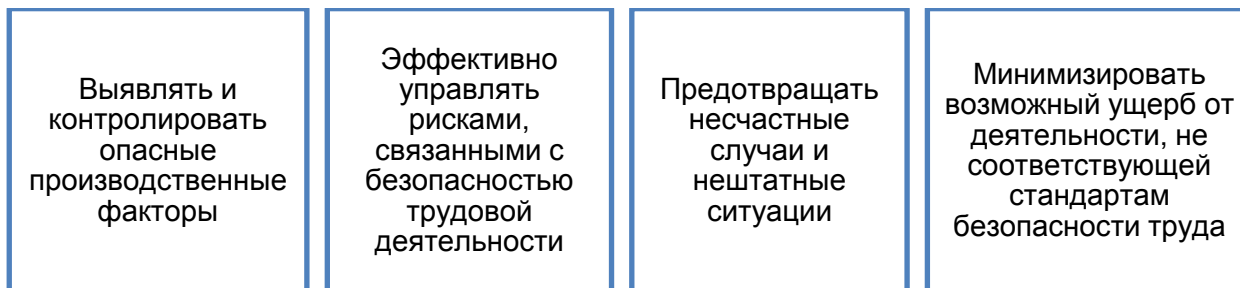 Выявлять и
контролировать
опасные
производственные
факторы
Эффективно
управлять
рисками,
связанными с
безопасностью
трудовой
деятельности
Предотвращать
несчастные
случаи и
нештатные
ситуации
Минимизировать
возможный ущерб от
деятельности, не
соответствующей
стандартам
безопасности труда